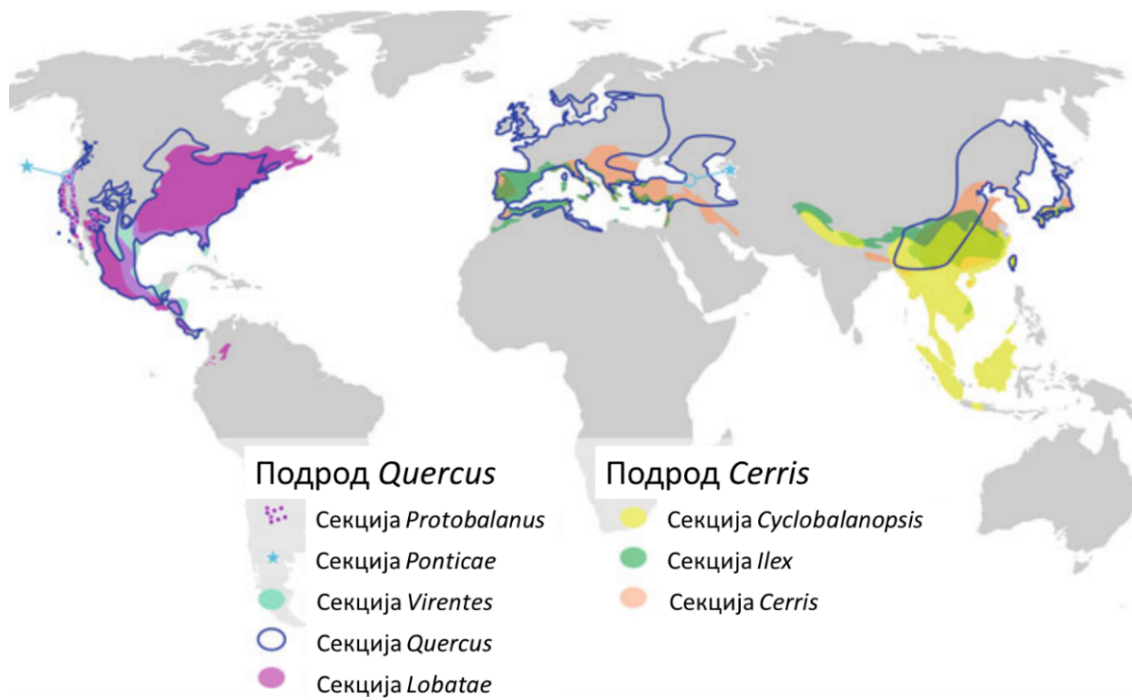 Подрод Quercus
Секција Protobalanus
Секција Ponticae
Секција Virentes
Секција Quercus
Секција Lobatae
Подрод Cerris
Секција Cyclobalanopsis
Секција Ilex
Секција Cerris